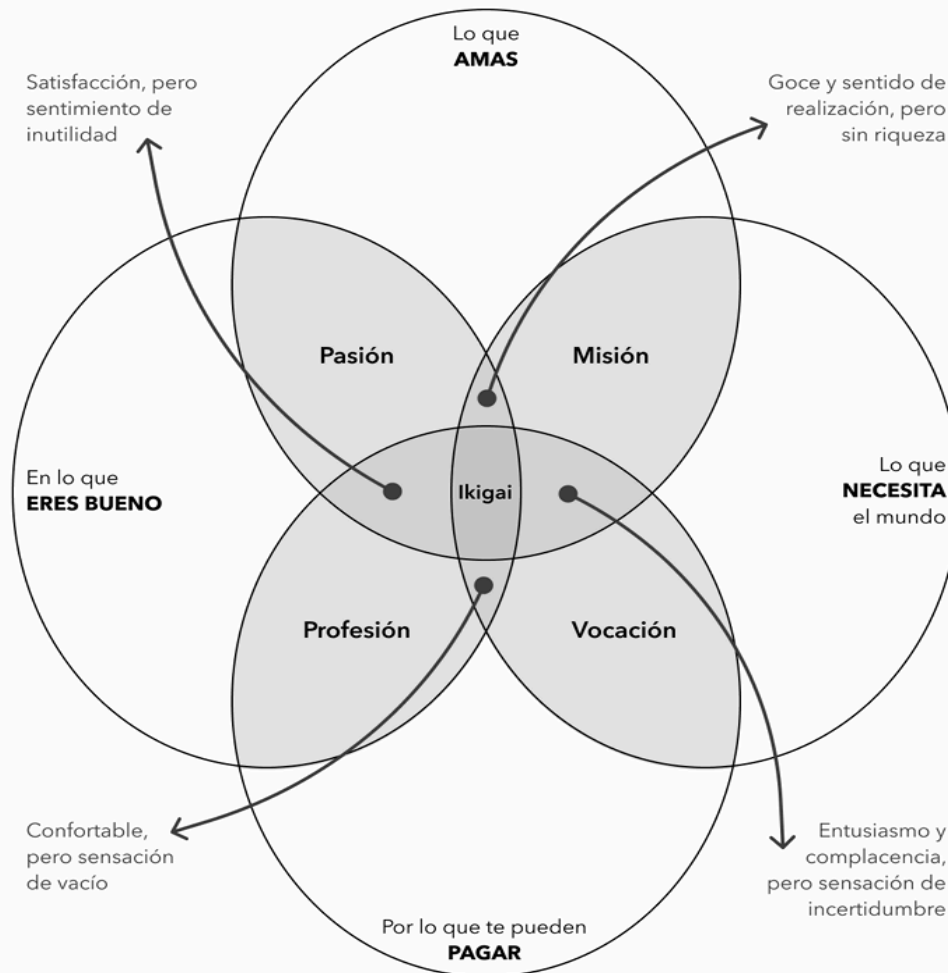 Lo que
AMAS
Satisfacción, pero
sentimiento de
inutilidad
Goce y sentido de
realización, pero
sin riqueza
Pasión
Misión
En lo que
ERES BUENO
Ikigai
Lo que
NECESITA
el mundo
Profesión
Vocación
Confortable,
pero sensación
de vacío
Entusiasmo y
complacencia,
pero sensación de
incertidumbre
Por lo que te pueden
PAGAR